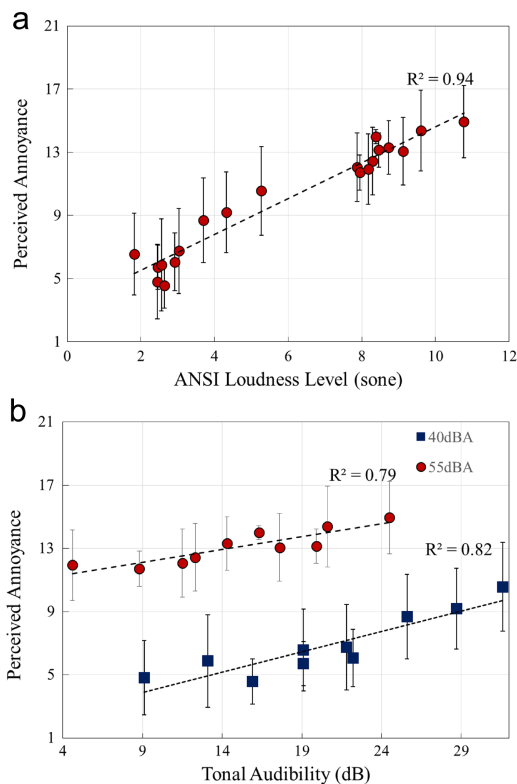 a
21
R² = 0.94
17
13
9
5
1
Perceived Annoyance
0 2 4 6 8 10 12
ANSI Loudness Level (sone)
b
21
40dBA
55dBA
R² = 0.79
17
R² = 0.82
13
9
5
1
Perceived Annoyance
4 9 14 19 24 29
Tonal Audibility (dB)